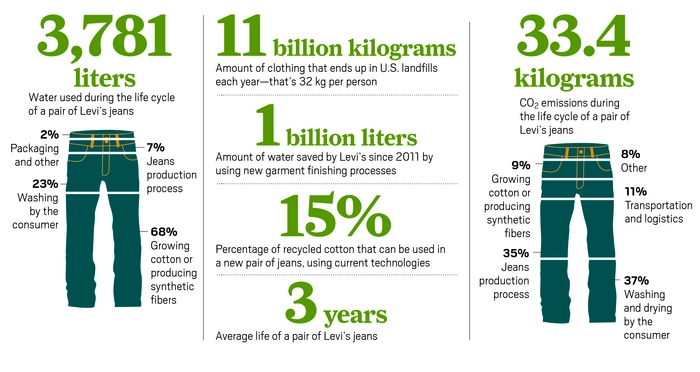 3,781
liters
Water used during the life cycle
of a pair of Levi's jeans
2%
Packaging
and other
7%
Jeans
production
process
23%
Washing
by the
consumer
68%
Growing
cotton or
producing
synthetic
fibers
11 billion kilograms
Amount of clothing that ends up in U.S. landfills
each year—that's 32 kg per person
1 billion liters
Amount of water saved by Levi's since 2011 by
using new garment finishing processes
15%
Percentage of recycled cotton that can be used in
a new pair of jeans, using current technologies
3 years
Average life of a pair of Levi's jeans
33.4
kilograms
CO₂ emissions during
the life cycle of a pair of
Levi's jeans
8%
Other
9%
Growing
cotton or
producing
synthetic
fibers
11%
Transportation
and logistics
35%
Jeans
production
process
37%
Washing
and drying
by the
consumer